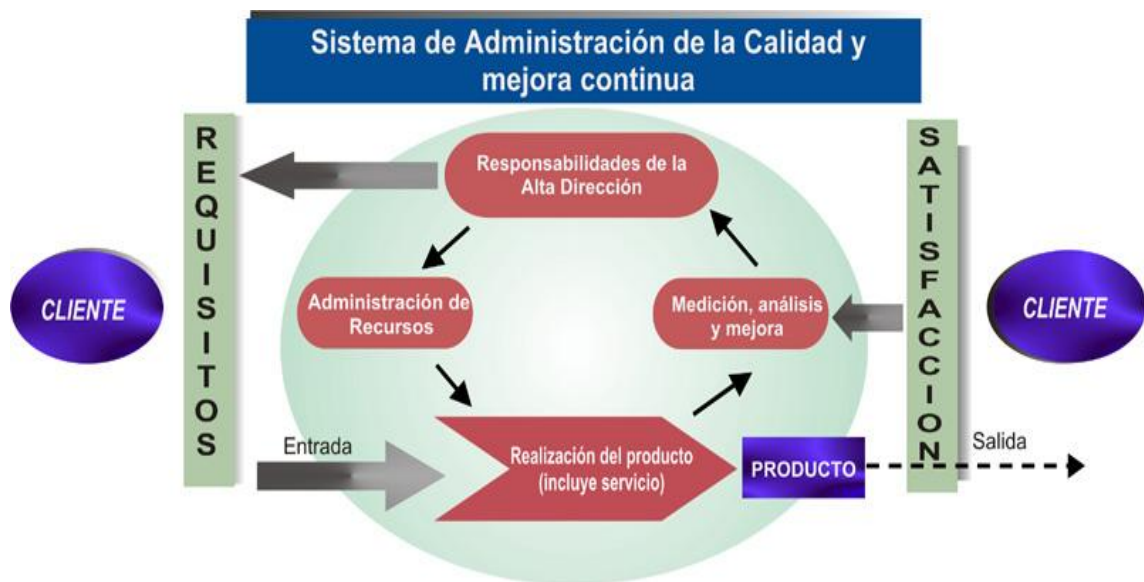 Sistema de Administración de la Calidad y
mejora continua
REQUISITOS
Responsabilidades de la
Alta Dirección
SATISFACCION
CLIENTE
Administración de
Recursos
Medición, análisis
y mejora
CLIENTE
Entrada
Realización del producto
(incluye servicio)
PRODUCTO
Salida